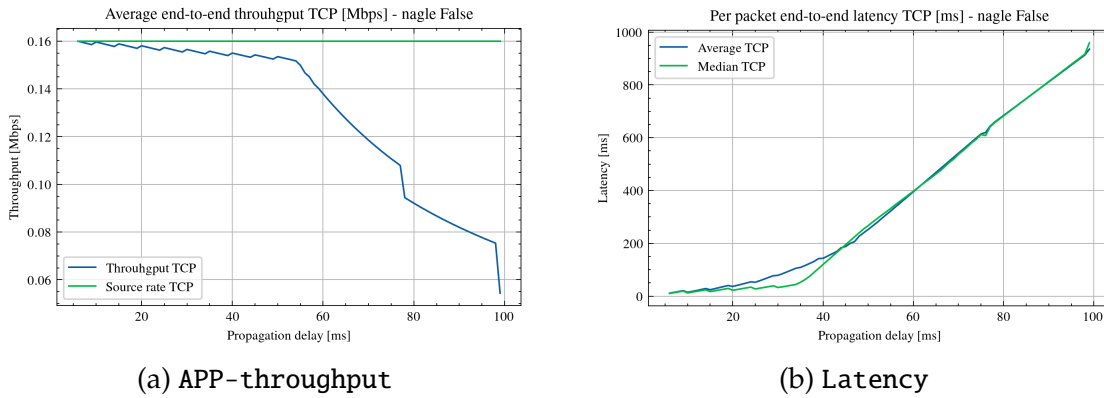 Average end-to-end throuhgput TCP [Mbps] - nagle False
0.16
0.14
0.12
0.10
0.08
0.06
Throughput [Mbps]
Throuhgput TCP
Source rate TCP
20
40
60
80
100
Propagation delay [ms]
(a) APP-throughput
Per packet end-to-end latency TCP [ms] - nagle False
1000
800
600
400
200
0
Latency [ms]
Average TCP
Median TCP
20
40
60
80
100
Propagation delay [ms]
(b) Latency